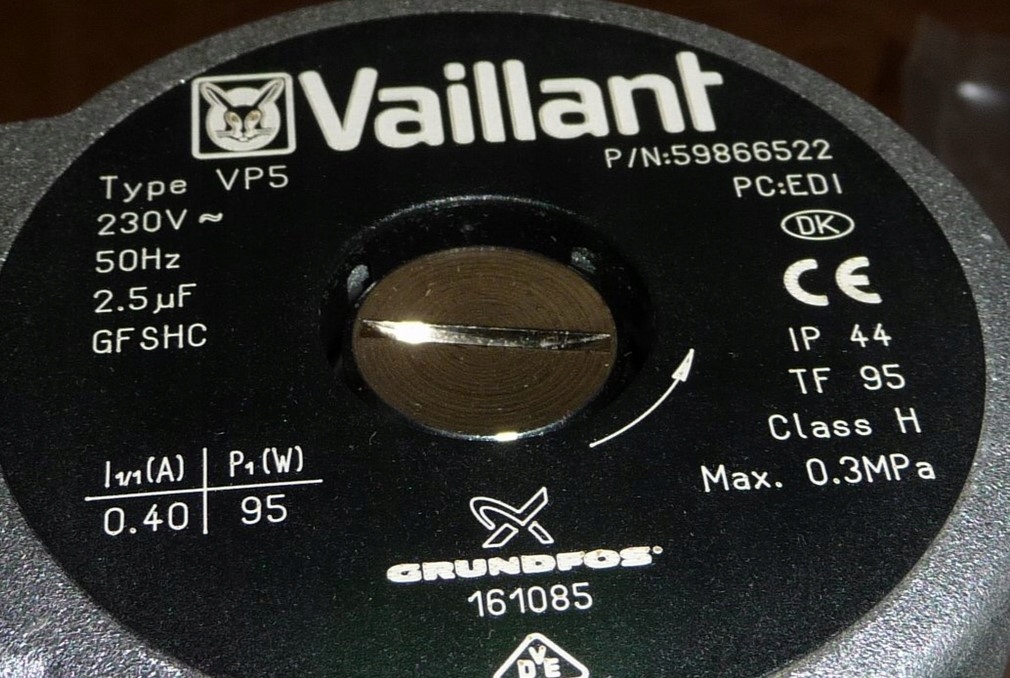 Vaillant
P/N:59866522
PC:EDI
Type VP5
230V ~
50Hz
2.5µF
GFSHC
DK
CE
IP 44
TF 95
Class H
Max. 0.3MPa
I1/1(A) P1(W)
0.40 95
GRUNDFOS
161085
VDE